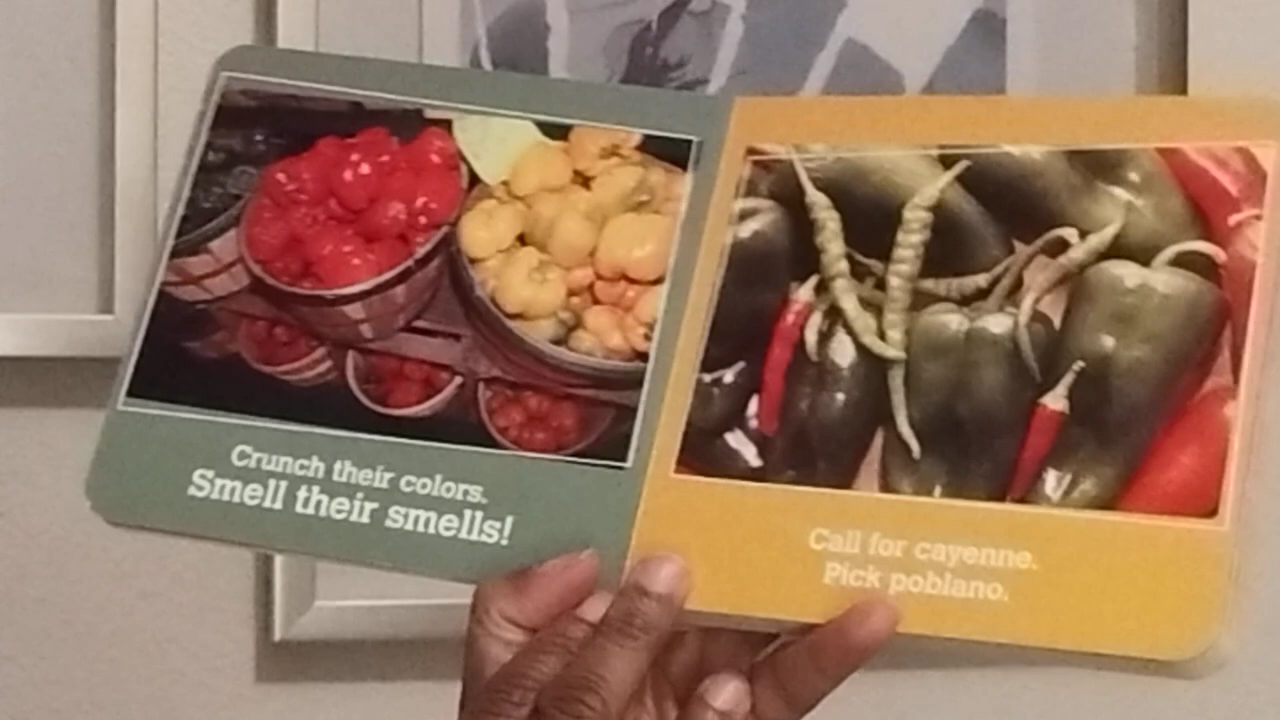 Crunch their colors.
Smell their smells!
Call for cayenne.
Pick poblano.